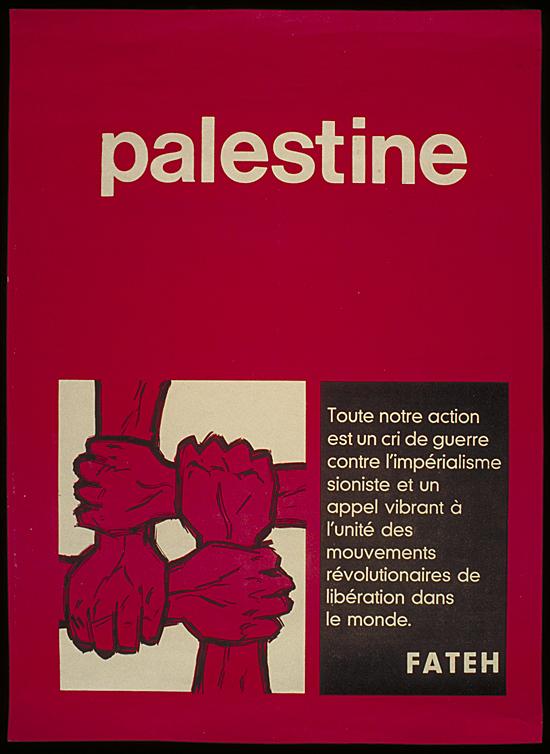 palestine
Toute notre action
est un cri de guerre
contre l'impérialisme
sioniste et un
appel vibrant à
l'unité des
mouvements
révolutionaires de
libération dans
le monde.
FATEH